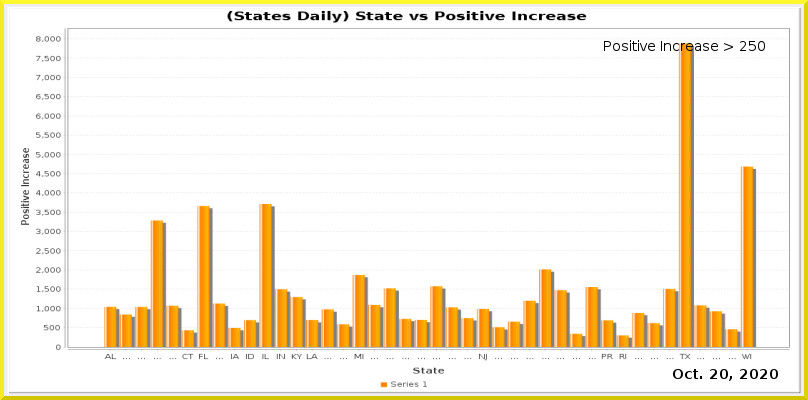 (States Daily) State vs Positive Increase
Positive Increase > 250
8,000
7,500
7,000
6,500
6,000
5,500
5,000
4,500
4,000
3,500
3,000
2,500
2,000
1,500
1,000
500
0
Positive Increase
AL ... ... ... ... CT FL ... IA ID IL IN KY LA ... ... MI ... ... ... ... ... ... ... NJ ... ... ... ... ... ... ... PR RI ... ... ... TX ... ... ... WI
State
Oct. 20, 2020
Series 1